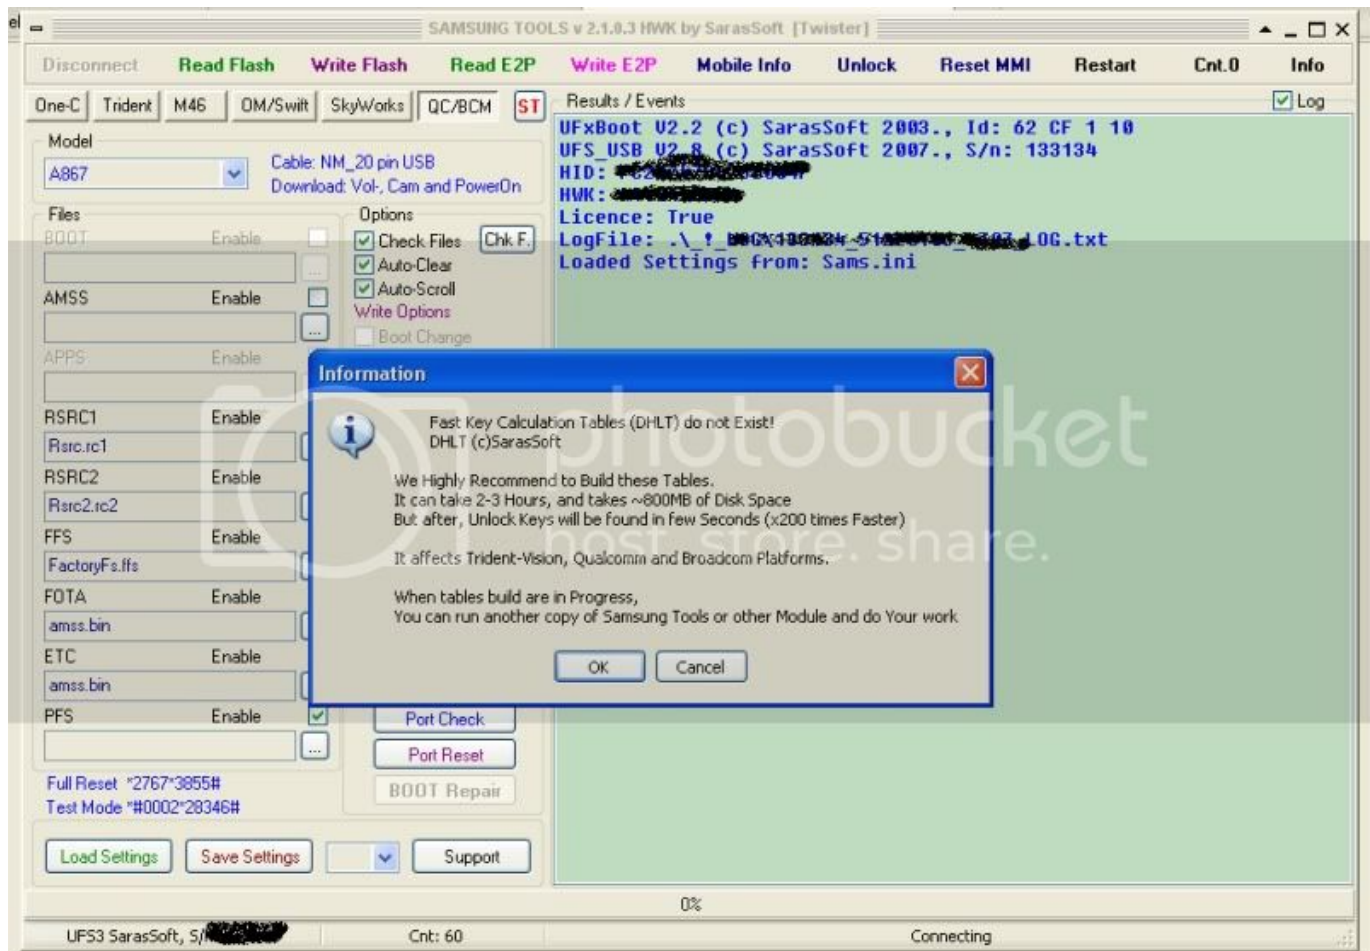 el
SAMSUNG TOOLS v 2.1.0.3 HWK by SarasSoft [Twister]
Disconnect Read Flash Write Flash Read E2P Write E2P Mobile Info Unlock Reset MMI Restart Cnt.0 Info
One-C Trident M46 OM/Swift SkyWorks QC/BCM ST
Model
A867
Cable: NM_20 pin USB
Download: Vol-, Cam and PowerOn
Files
BOOT Enable
...
AMSS Enable
...
APPS Enable
RSRC1 Enable
Rsrc.rc1
RSRC2 Enable
Rsrc2.rc2
FFS Enable
FactoryFs.ffs
FOTA Enable
amss.bin
ETC Enable
amss.bin
PFS Enable
...
Full Reset *2767*3855#
Test Mode *#0002*28346#
Options
Check Files Chk F.
Auto-Clear
Auto-Scroll
Write Options
Boot Change
Port Check
Port Reset
BOOT Repair
Load Settings Save Settings Support
Results / Events Log
UFxBoot V2.2 (c) SarasSoft 2003., Id: 62 CF 1 10
UFS_USB V2.8 (c) SarasSoft 2007., S/n: 133134
HID:
HWK:
Licence: True
LogFile: .\_!_ LOG.txt
Loaded Settings from: Sams.ini
Information
Fast Key Calculation Tables (DHLT) do not Exist!
DHLT (c)SarasSoft
We Highly Recommend to Build these Tables.
It can take 2-3 Hours, and takes ~800MB of Disk Space
But after, Unlock Keys will be found in few Seconds (x200 times Faster)
It affects Trident-Vision, Qualcomm and Broadcom Platforms.
When tables build are in Progress,
You can run another copy of Samsung Tools or other Module and do Your work
OK Cancel
photobucket
host. store. share.
0%
UFS3 SarasSoft, S/ Cnt: 60 Connecting